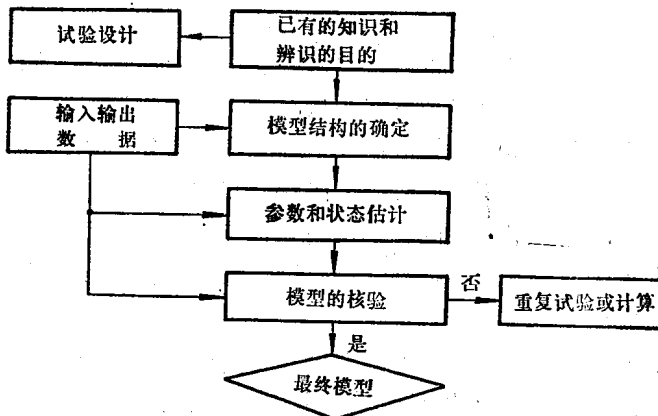 试验设计
已有的知识和
辨识的目的
输入输出
数 据
模型结构的确定
参数和状态估计
模型的核验
否
重复试验或计算
是
最终模型